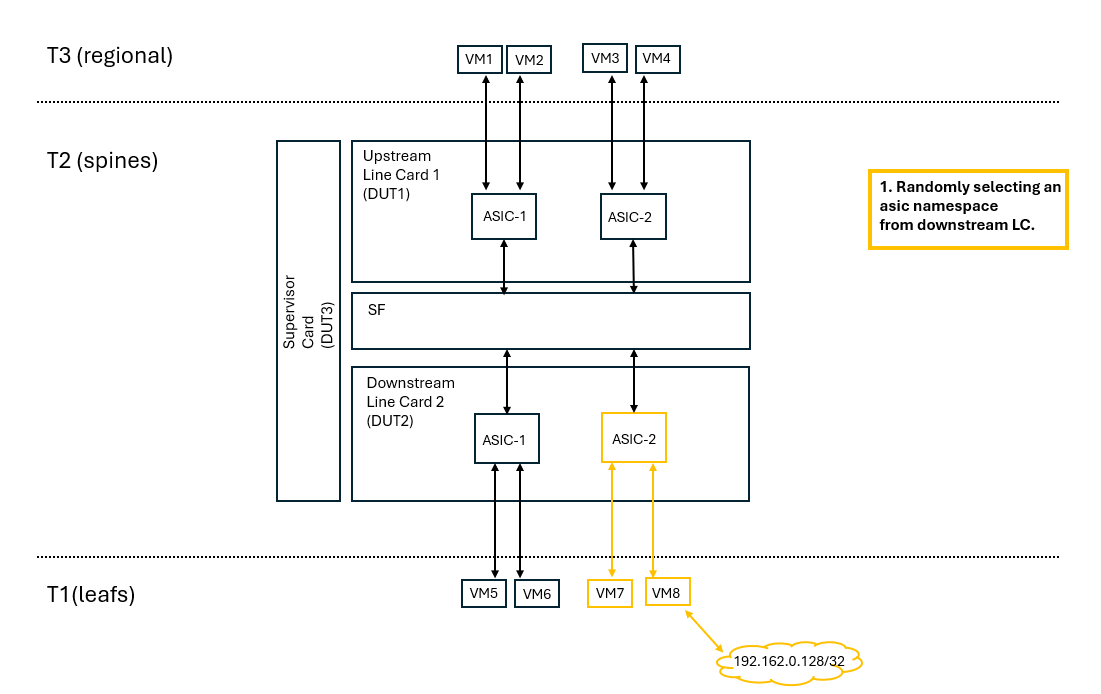 T3 (regional)
VM1
VM2
VM3
VM4
T2 (spines)
Supervisor
Card
(DUT3)
Upstream
Line Card 1
(DUT1)
ASIC-1
ASIC-2
1. Randomly selecting an
asic namespace
from downstream LC.
SF
Downstream
Line Card 2
(DUT2)
ASIC-1
ASIC-2
T1(leafs)
VM5
VM6
VM7
VM8
192.162.0.128/32